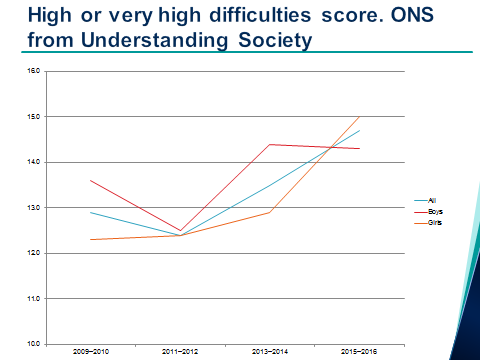 High or very high difficulties score. ONS
from Understanding Society
16.0
15.0
14.0
13.0
12.0
11.0
10.0
2009–2010 2011–2012 2013–2014 2015–2016
All
Boys
Girls